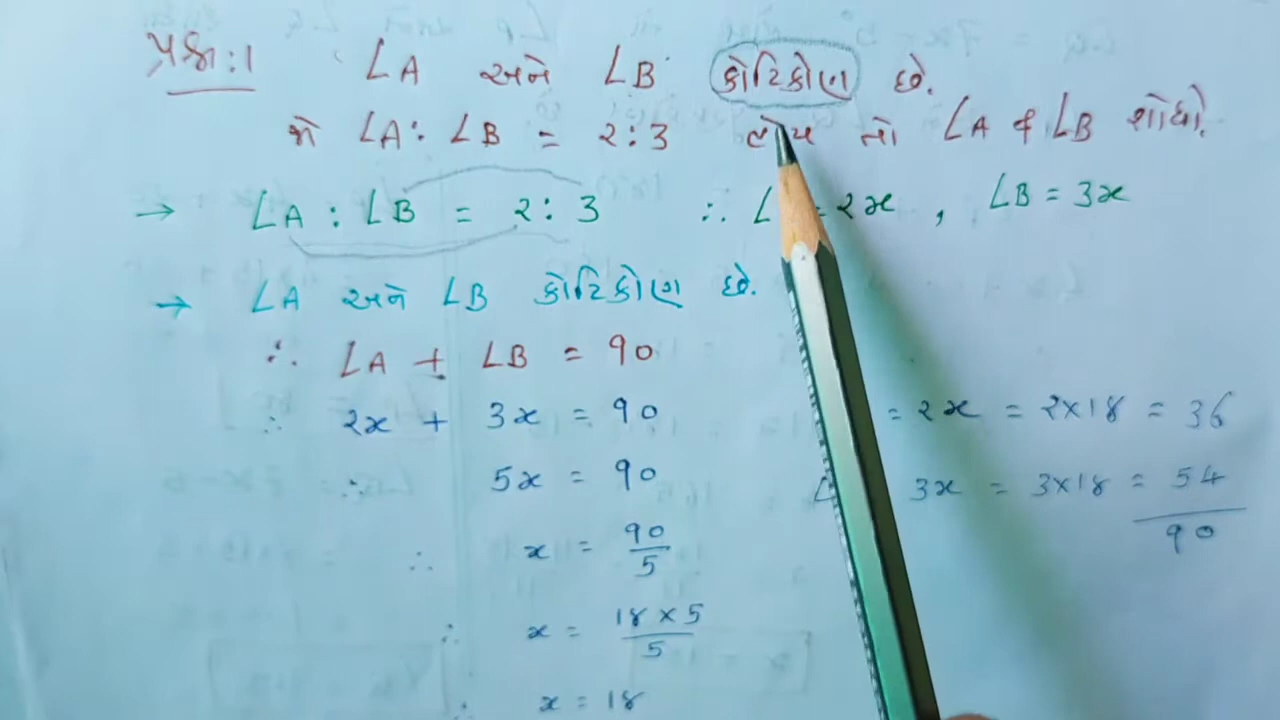 પ્રશ્ન:1 ∠A અને ∠B કોટિકોણ છે.
જો ∠A : ∠B = 2:3 હોય તો ∠A ને ∠B શોધો.
→ ∠A : ∠B = 2:3 ∴ ∠ = 2x , ∠B = 3x
→ ∠A અને ∠B કોટિકોણ છે.
∴ ∠A + ∠B = 90
∴ 2x + 3x = 90 = 2x = 2×18 = 36
∴ 5x = 90 3x = 3×18 = 54
90
∴ x = 90/5
∴ x = 18×5/5
∴ x = 18